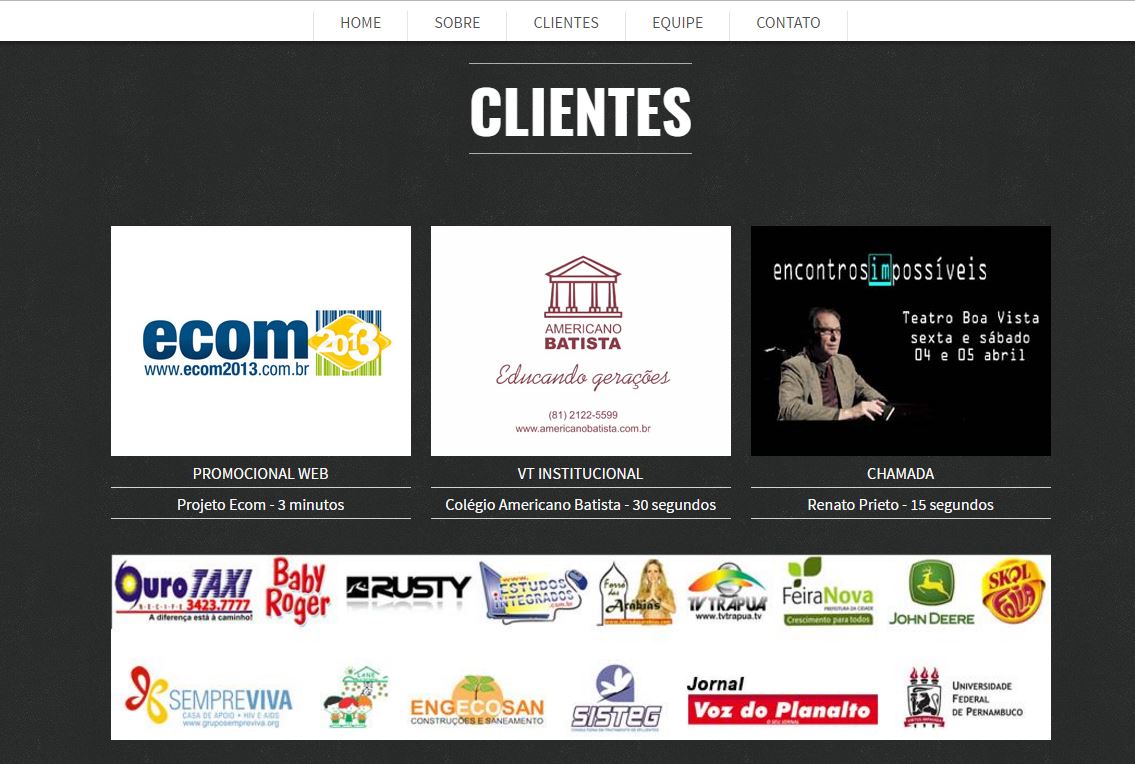 HOME SOBRE CLIENTES EQUIPE CONTATO
CLIENTES
ecom 2013
www.ecom2013.com.br
AMERICANO
BATISTA
Educando gerações
(81) 2122-5599
www.americanobatista.com.br
encontrosimpossíveis
Teatro Boa Vista
sexta e sábado
04 e 05 abril
PROMOCIONAL WEB
Projeto Ecom - 3 minutos
VT INSTITUCIONAL
Colégio Americano Batista - 30 segundos
CHAMADA
Renato Prieto - 15 segundos
Ouro TAXI
RECIFE 3423.7777
A diferença está à caminho!
Baby
Roger
RUSTY
www.
ESTUDOS
INTEGRADOS
.com.br
Forró
das
Arábias
TV TRAPUA
www.tvtrapua.tv
FeiraNova
PREFEITURA DA CIDADE
Crescimento para todos
JOHN DEERE
SKOL
FOLIA
SEMPREVIVA
CASA DE APOIO • HIV E AIDS
www.gruposempreviva.org
ENGECOSAN
CONSTRUÇÕES E SANEAMENTO
SISTEG
Jornal
Voz do Planalto
O SEU JORNAL
UNIVERSIDADE
FEDERAL
DE PERNAMBUCO